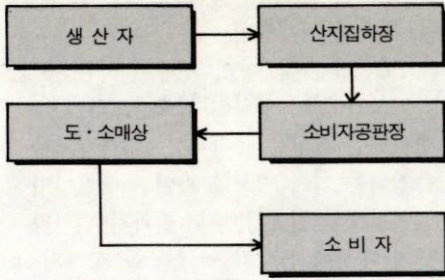 생 산 자
산지집하장
도·소매상
소비자공판장
소 비 자